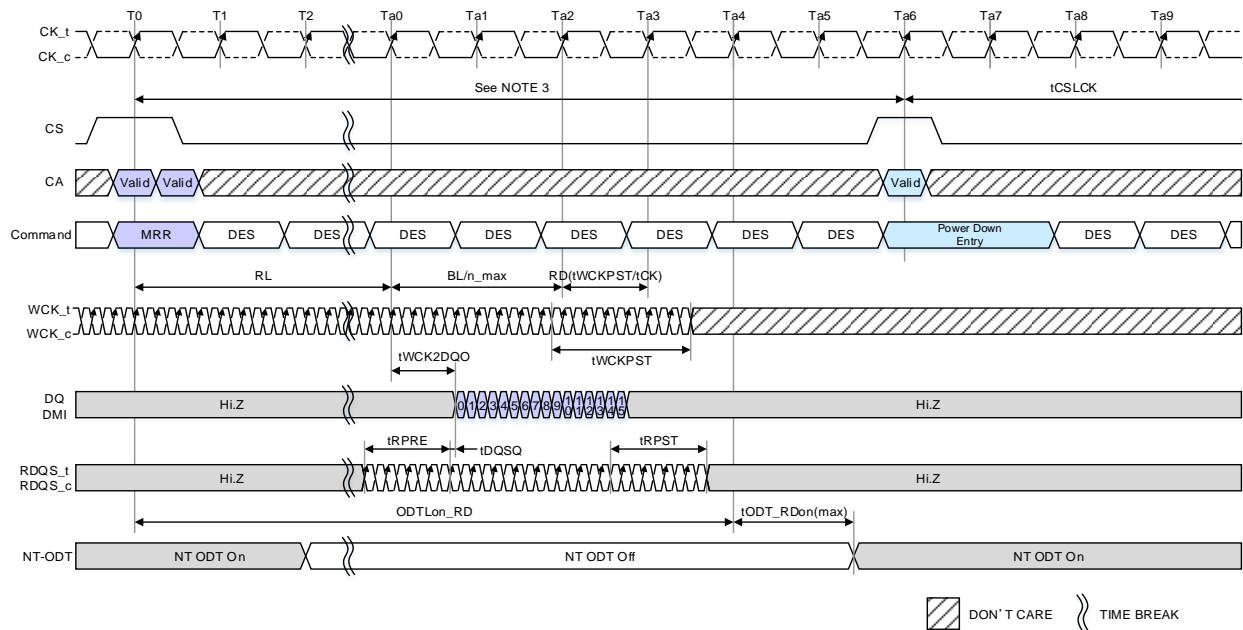 T0 T1 T2 Ta0 Ta1 Ta2 Ta3 Ta4 Ta5 Ta6 Ta7 Ta8 Ta9
CK_t
CK_c
See NOTE 3 tCSLCK
CS
CA Valid Valid Valid
Command MRR DES DES DES DES DES DES DES DES Power Down Entry DES DES
RL BL/n_max RD(tWCKPST/tCK)
WCK_t
WCK_c
tWCKPST
tWCK2DQO
DQ
DMI
Hi.Z 0 1 2 3 4 5 6 7 8 9 10 11 12 13 14 15 Hi.Z
tRPRE tDQSQ tRPST
RDQS_t
RDQS_c
Hi.Z Hi.Z
ODTLon_RD tODT_RDon(max)
NT-ODT NT ODT On NT ODT Off NT ODT On
DON'T CARE TIME BREAK